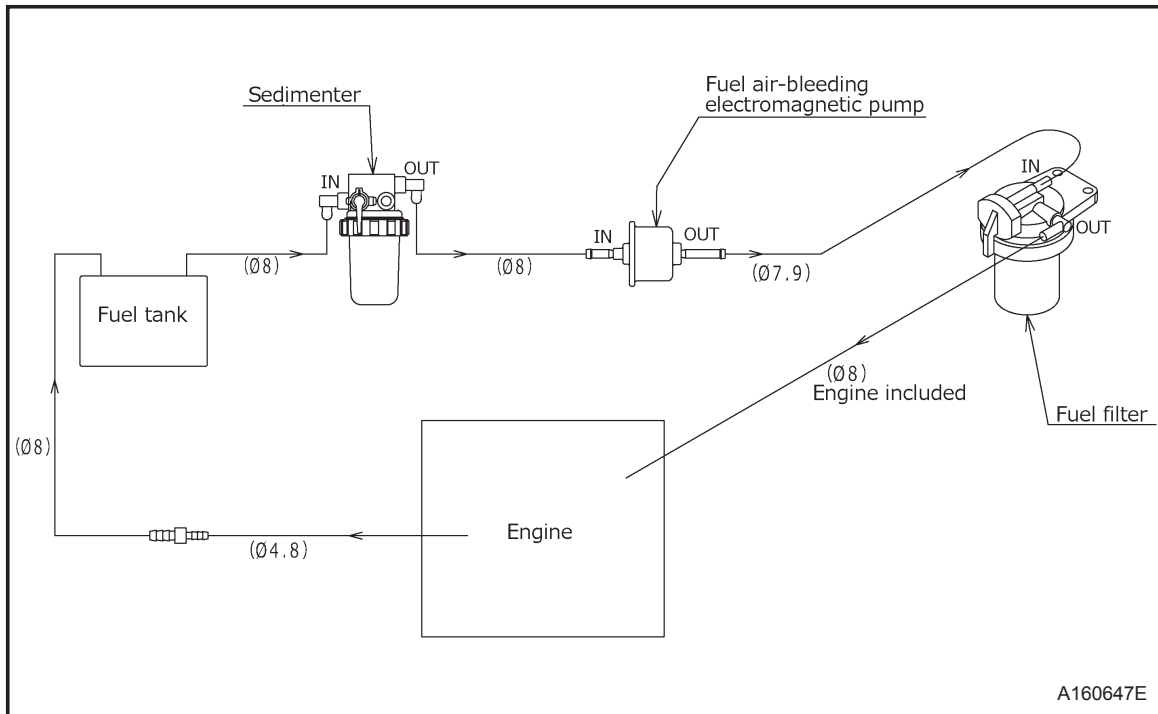 Sedimenter
Fuel air-bleeding
electromagnetic pump
IN
OUT
IN
IN
OUT
OUT
(Ø8)
(Ø8)
(Ø7.9)
Fuel tank
(Ø8)
Engine included
Fuel filter
(Ø8)
Engine
(Ø4.8)
A160647E